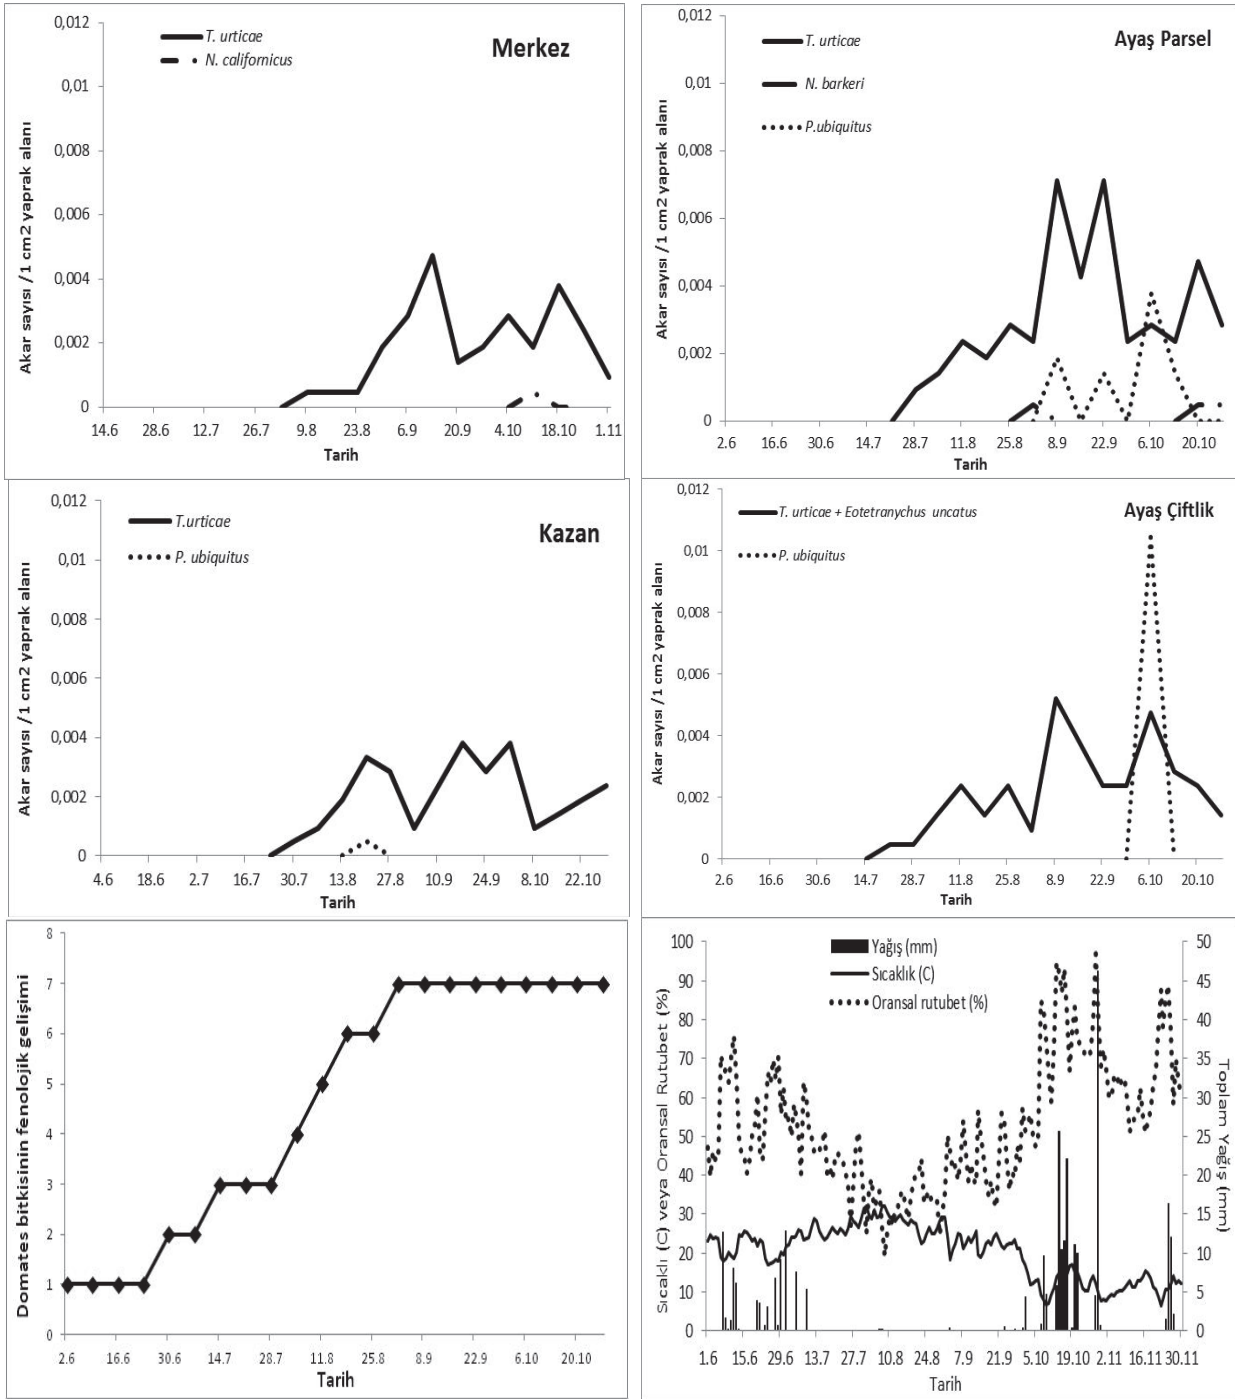 Merkez
T. urticae
N. californicus
Akar sayısı /1 cm2 yaprak alanı
0,012
0,01
0,008
0,006
0,004
0,002
0
14.6 28.6 12.7 26.7 9.8 23.8 6.9 20.9 4.10 18.10 1.11
Tarih
Ayaş Parsel
T. urticae
N. barkeri
P.ubiquitus
Akar sayısı /1 cm2 yaprak alanı
0,012
0,01
0,008
0,006
0,004
0,002
0
2.6 16.6 30.6 14.7 28.7 11.8 25.8 8.9 22.9 6.10 20.10
Tarih
Kazan
T.urticae
P. ubiquitus
Akar sayısı /1 cm2 yaprak alanı
0,012
0,01
0,008
0,006
0,004
0,002
0
4.6 18.6 2.7 16.7 30.7 13.8 27.8 10.9 24.9 8.10 22.10
Tarih
Ayaş Çiftlik
T. urticae + Eotetranychus uncatus
P. ubiquitus
Akar sayısı /1 cm2 yaprak alanı
0,012
0,01
0,008
0,006
0,004
0,002
0
2.6 16.6 30.6 14.7 28.7 11.8 25.8 8.9 22.9 6.10 20.10
Tarih
Domates bitkisinin fenolojik gelişimi
8
7
6
5
4
3
2
1
0
2.6 16.6 30.6 14.7 28.7 11.8 25.8 8.9 22.9 6.10 20.10
Tarih
Yağış (mm)
Sıcaklık (C)
Oransal rutubet (%)
Sıcaklı (C) veya Oransal Rutubet (%)
100
90
80
70
60
50
40
30
20
10
0
Toplam Yağış (mm)
50
45
40
35
30
25
20
15
10
5
0
1.6 15.6 29.6 13.7 27.7 10.8 24.8 7.9 21.9 5.10 19.10 2.11 16.11 30.11
Tarih